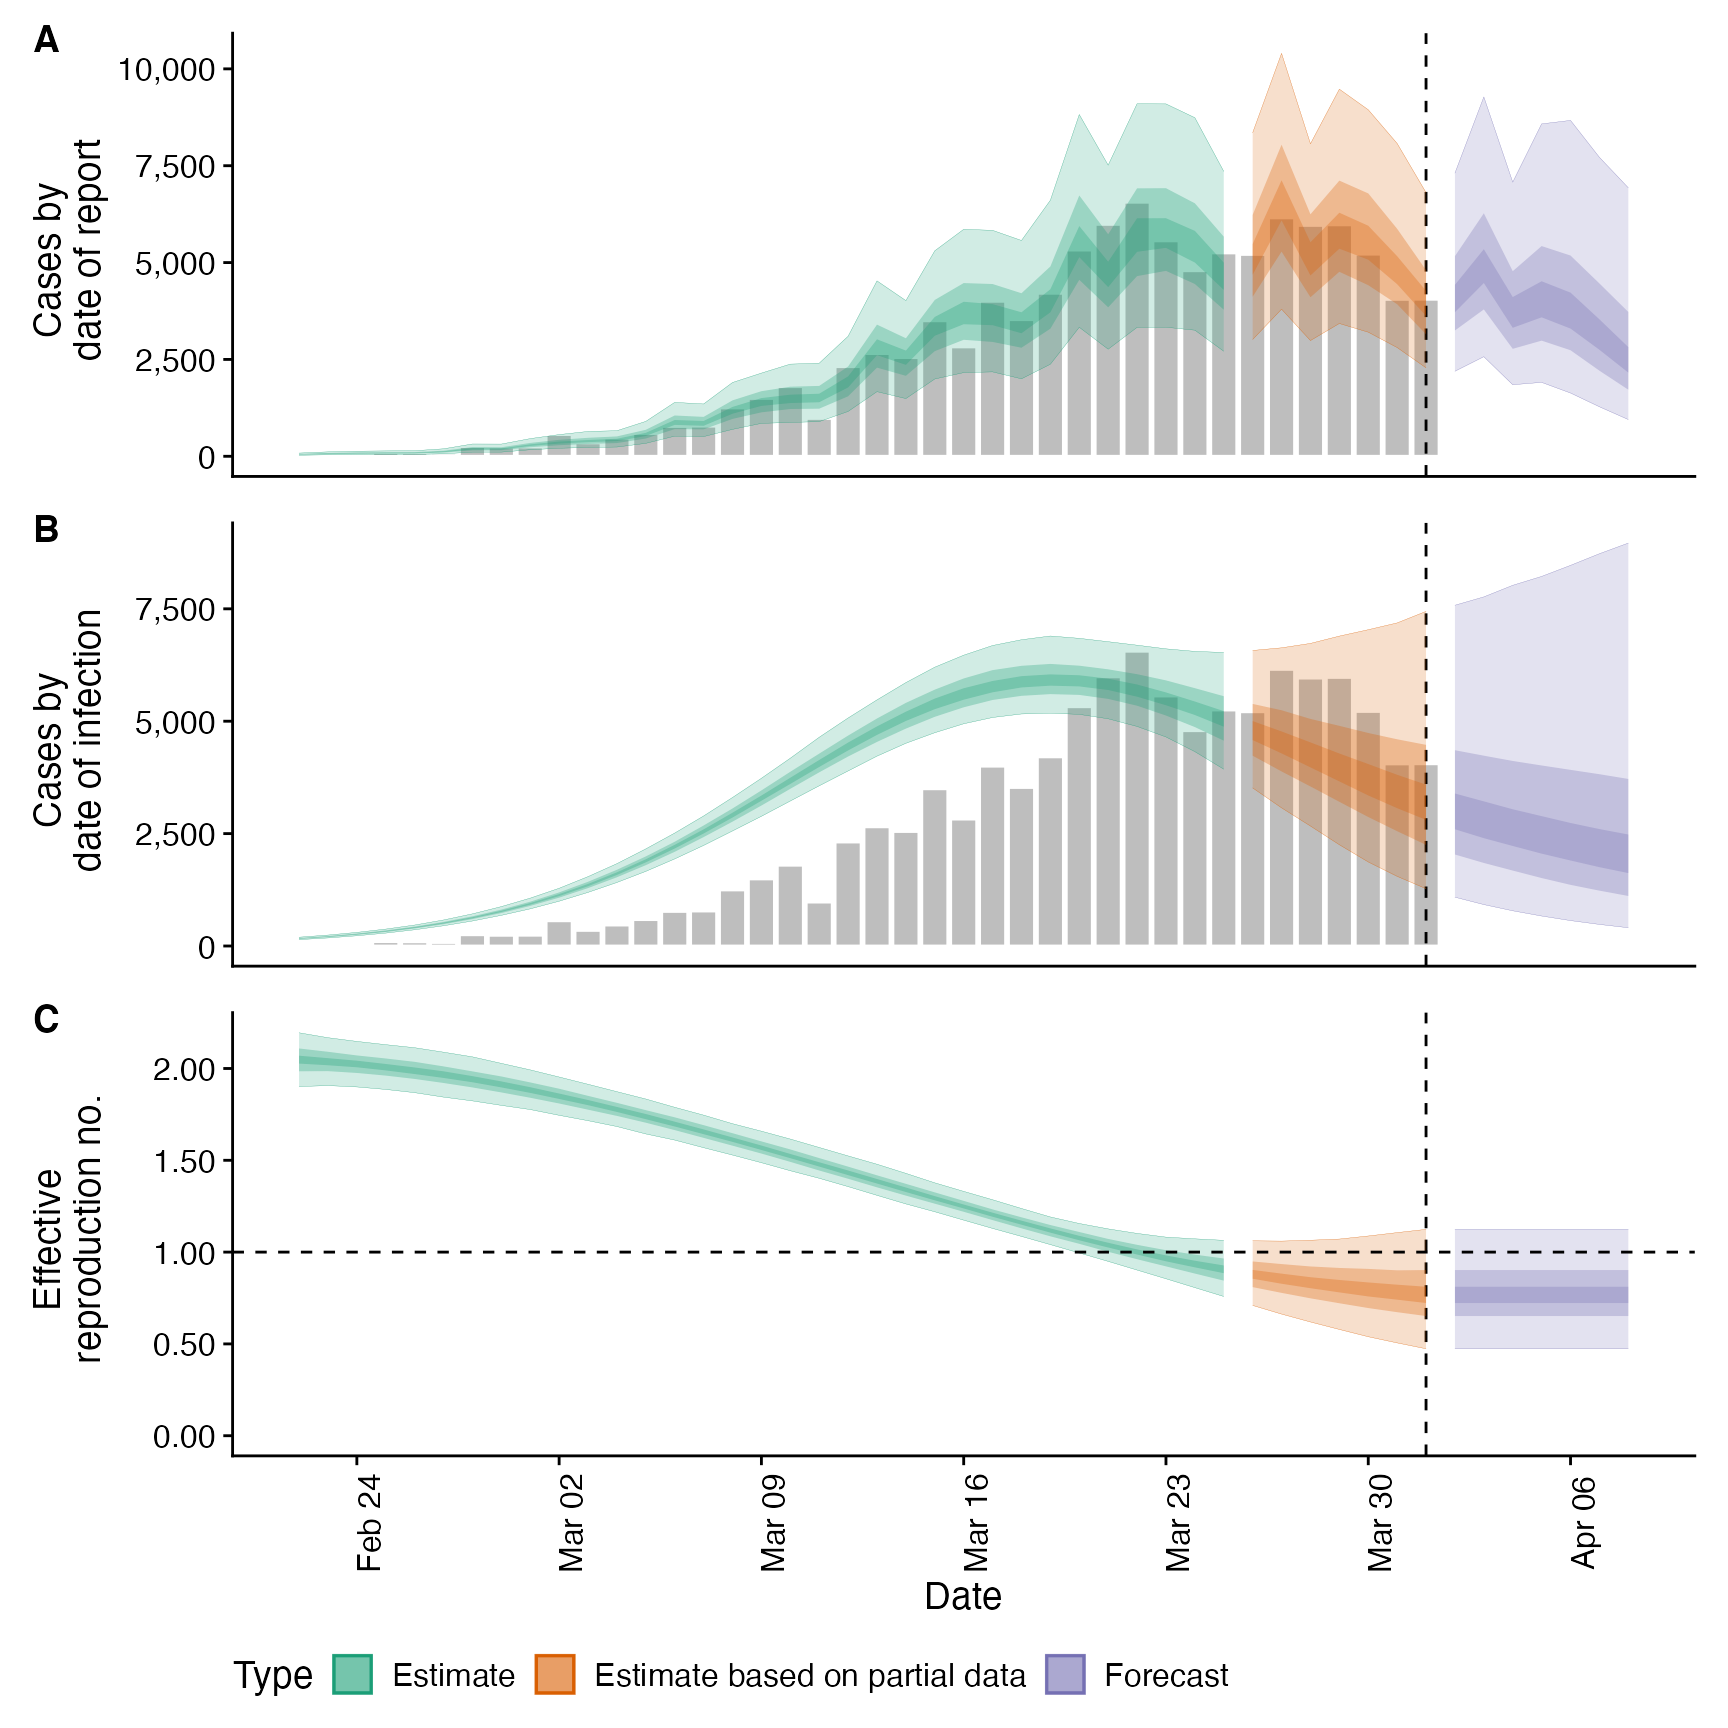 A
Cases by
date of report
10,000
7,500
5,000
2,500
0
B
Cases by
date of infection
7,500
5,000
2,500
0
C
Effective
reproduction no.
2.00
1.50
1.00
0.50
0.00
Feb 24
Mar 02
Mar 09
Mar 16
Mar 23
Mar 30
Apr 06
Date
Type Estimate Estimate based on partial data Forecast